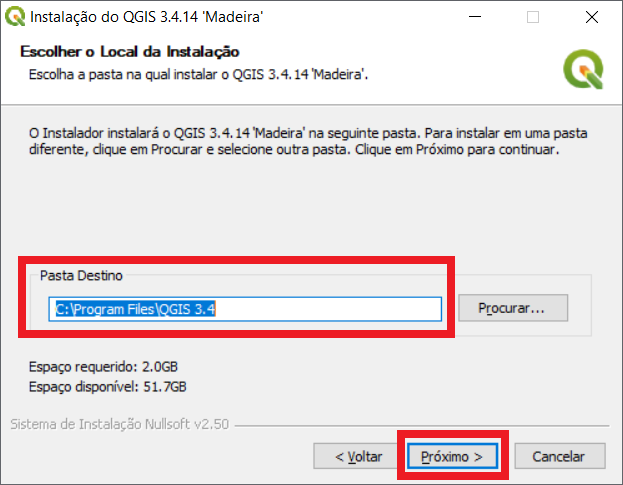 Instalação do QGIS 3.4.14 'Madeira'
Escolher o Local da Instalação
Escolha a pasta na qual instalar o QGIS 3.4.14 'Madeira'.
O Instalador instalará o QGIS 3.4.14 'Madeira' na seguinte pasta. Para instalar em uma pasta
diferente, clique em Procurar e selecione outra pasta. Clique em Próximo para continuar.
Pasta Destino
C:\Program Files\QGIS 3.4
Procurar...
Espaço requerido: 2.0GB
Espaço disponível: 51.7GB
Sistema de Instalação Nullsoft v2.50
< Voltar
Próximo >
Cancelar